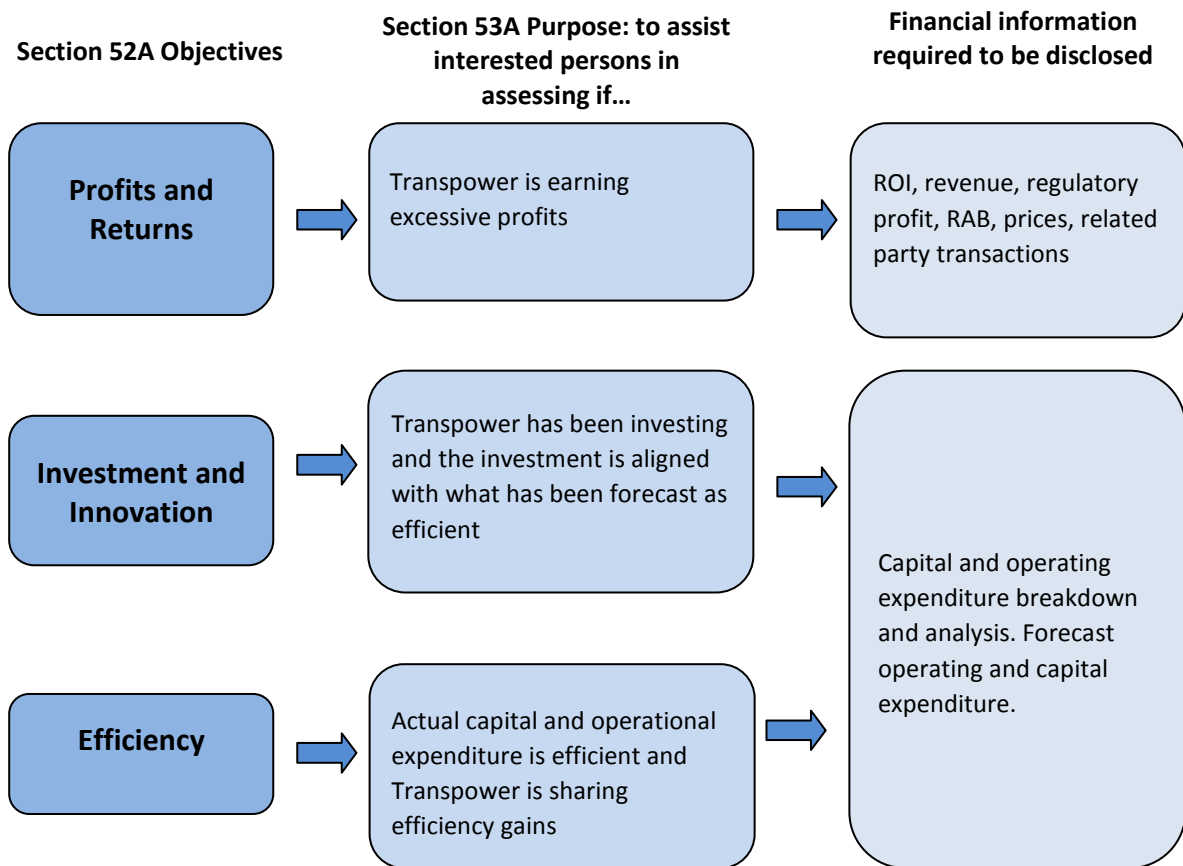 Section 52A Objectives
Section 53A Purpose: to assist
interested persons in
assessing if…
Financial information
required to be disclosed
Profits and
Returns
Transpower is earning
excessive profits
ROI, revenue, regulatory
profit, RAB, prices, related
party transactions
Investment and
Innovation
Transpower has been investing
and the investment is aligned
with what has been forecast as
efficient
Capital and operating
expenditure breakdown
and analysis. Forecast
operating and capital
expenditure.
Efficiency
Actual capital and operational
expenditure is efficient and
Transpower is sharing
efficiency gains